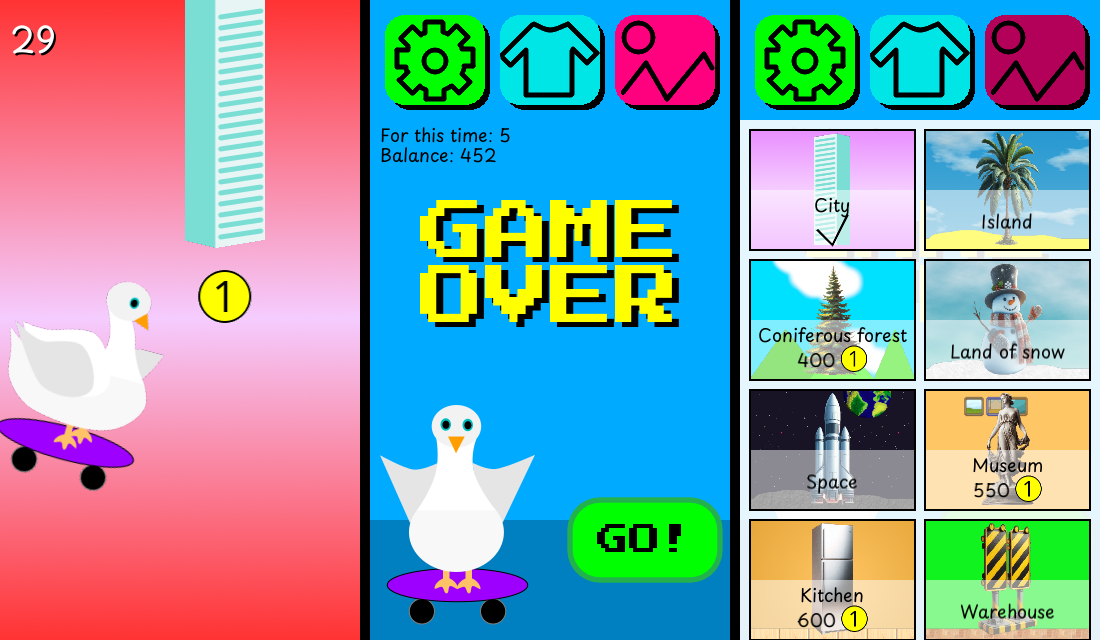 29
1
For this time: 5
Balance: 452
GAME
OVER
GO!
City
Island
Coniferous forest
400 1
Land of snow
Space
Museum
550 1
Kitchen
600 1
Warehouse